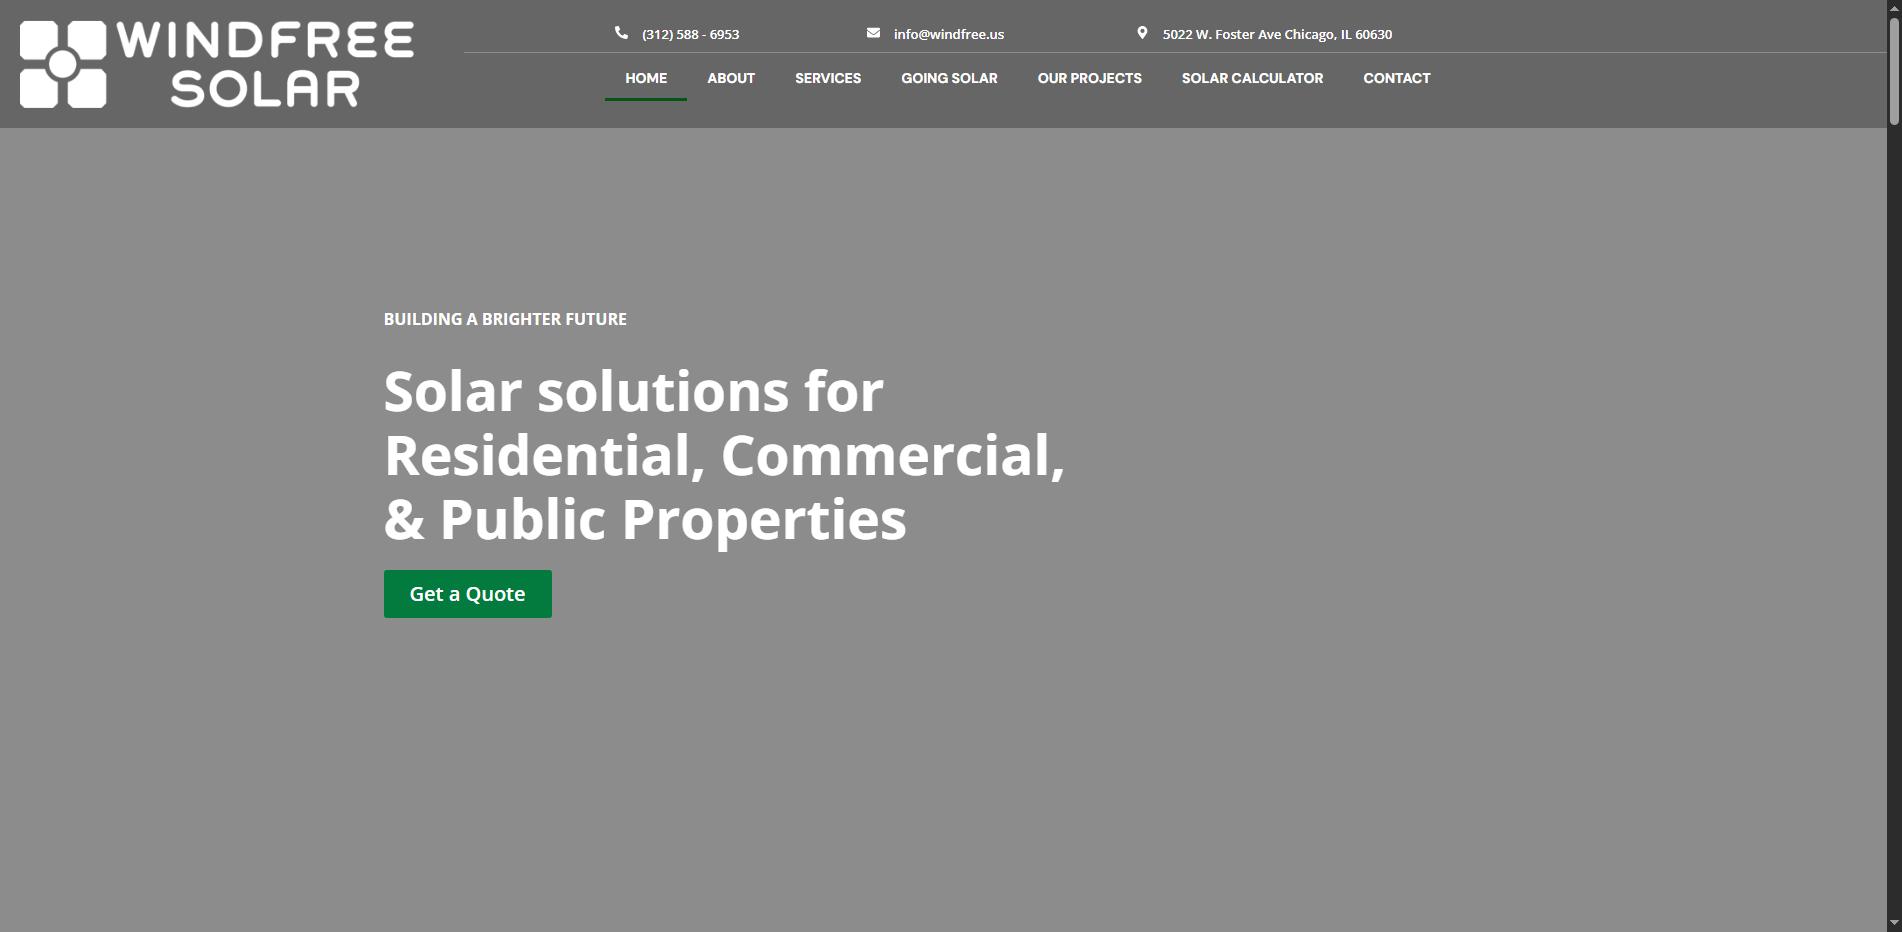 WINDFREE
SOLAR
(312) 588 - 6953
info@windfree.us
5022 W. Foster Ave Chicago, IL 60630
HOME
ABOUT
SERVICES
GOING SOLAR
OUR PROJECTS
SOLAR CALCULATOR
CONTACT
BUILDING A BRIGHTER FUTURE
Solar solutions for
Residential, Commercial,
& Public Properties
Get a Quote